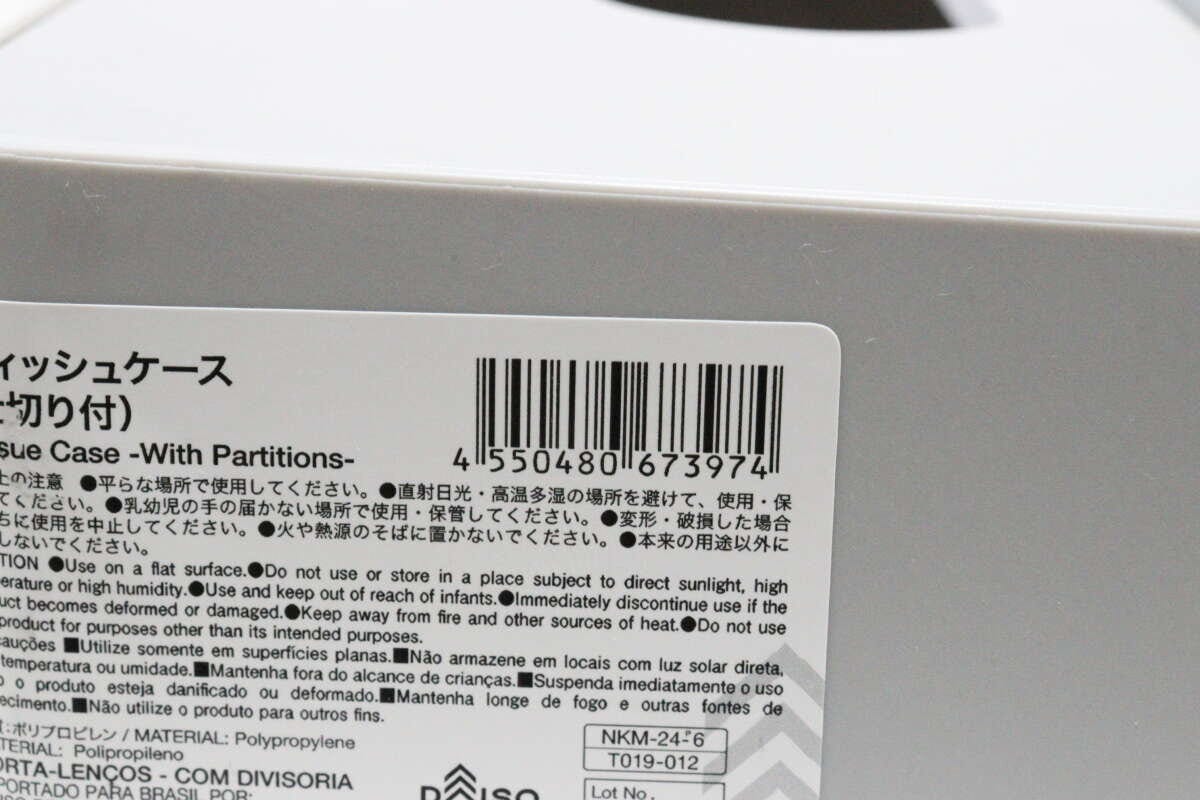 ィッシュケース
切り付)
sue Case -With Partitions-
4 550480 673974
上の注意 ●平らな場所で使用してください。●直射日光・高温多湿の場所を避けて、使用・保
てください。●乳幼児の手の届かない場所で使用・保管してください。●変形・破損した場合
ちに使用を中止してください。●火や熱源のそばに置かないでください。●本来の用途以外に
しないでください。
TION ●Use on a flat surface.●Do not use or store in a place subject to direct sunlight, high
erature or high humidity.●Use and keep out of reach of infants.●Immediately discontinue use if the
uct becomes deformed or damaged.●Keep away from fire and other sources of heat.●Do not use
product for purposes other than its intended purposes.
auções ■Utilize somente em superfícies planas.■Não armazene em locais com luz solar direta,
temperatura ou umidade.■Mantenha fora do alcance de crianças.■Suspenda imediatamente o uso
o o produto esteja danificado ou deformado.■Mantenha longe de fogo e outras fontes de
ecimento.■Não utilize o produto para outros fins.
:ポリプロピレン / MATERIAL: Polypropylene
ATERIAL: Polipropileno
ORTA-LENÇOS - COM DIVISORIA
PORTADO PARA BRASIL POR:
NKM-24-6
T019-012
DAISO
Lot No.